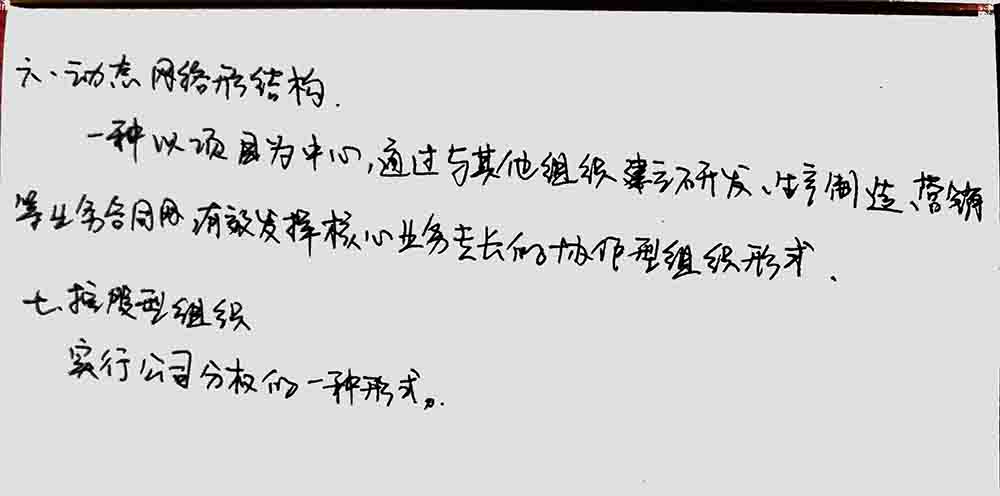 六、动态网络形结构.
一种以项目为中心,通过与其他组织建立研开发、生产制造、营销
等业务合同网,有效发挥核心业务专长的协作型组织形式.
七、控股型组织
实行公司分权的一种形式.